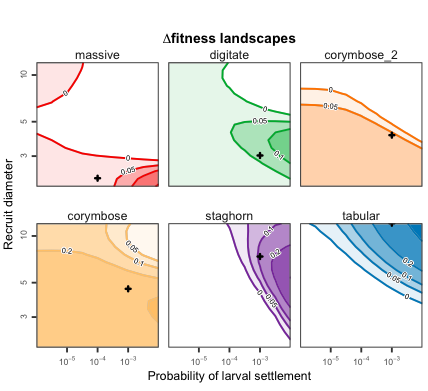 Δfitness landscapes
massive
digitate
corymbose_2
10
5
3
0
0
0.05
0
0.05
0.1
0
0.05
Recruit diameter
corymbose
staghorn
tabular
10
5
3
0.2
0.05
0.1
0.1
0.2
0.05
0
0.2
0.1
0.05
0
10⁻⁵ 10⁻⁴ 10⁻³
10⁻⁵ 10⁻⁴ 10⁻³
10⁻⁵ 10⁻⁴ 10⁻³
Probability of larval settlement